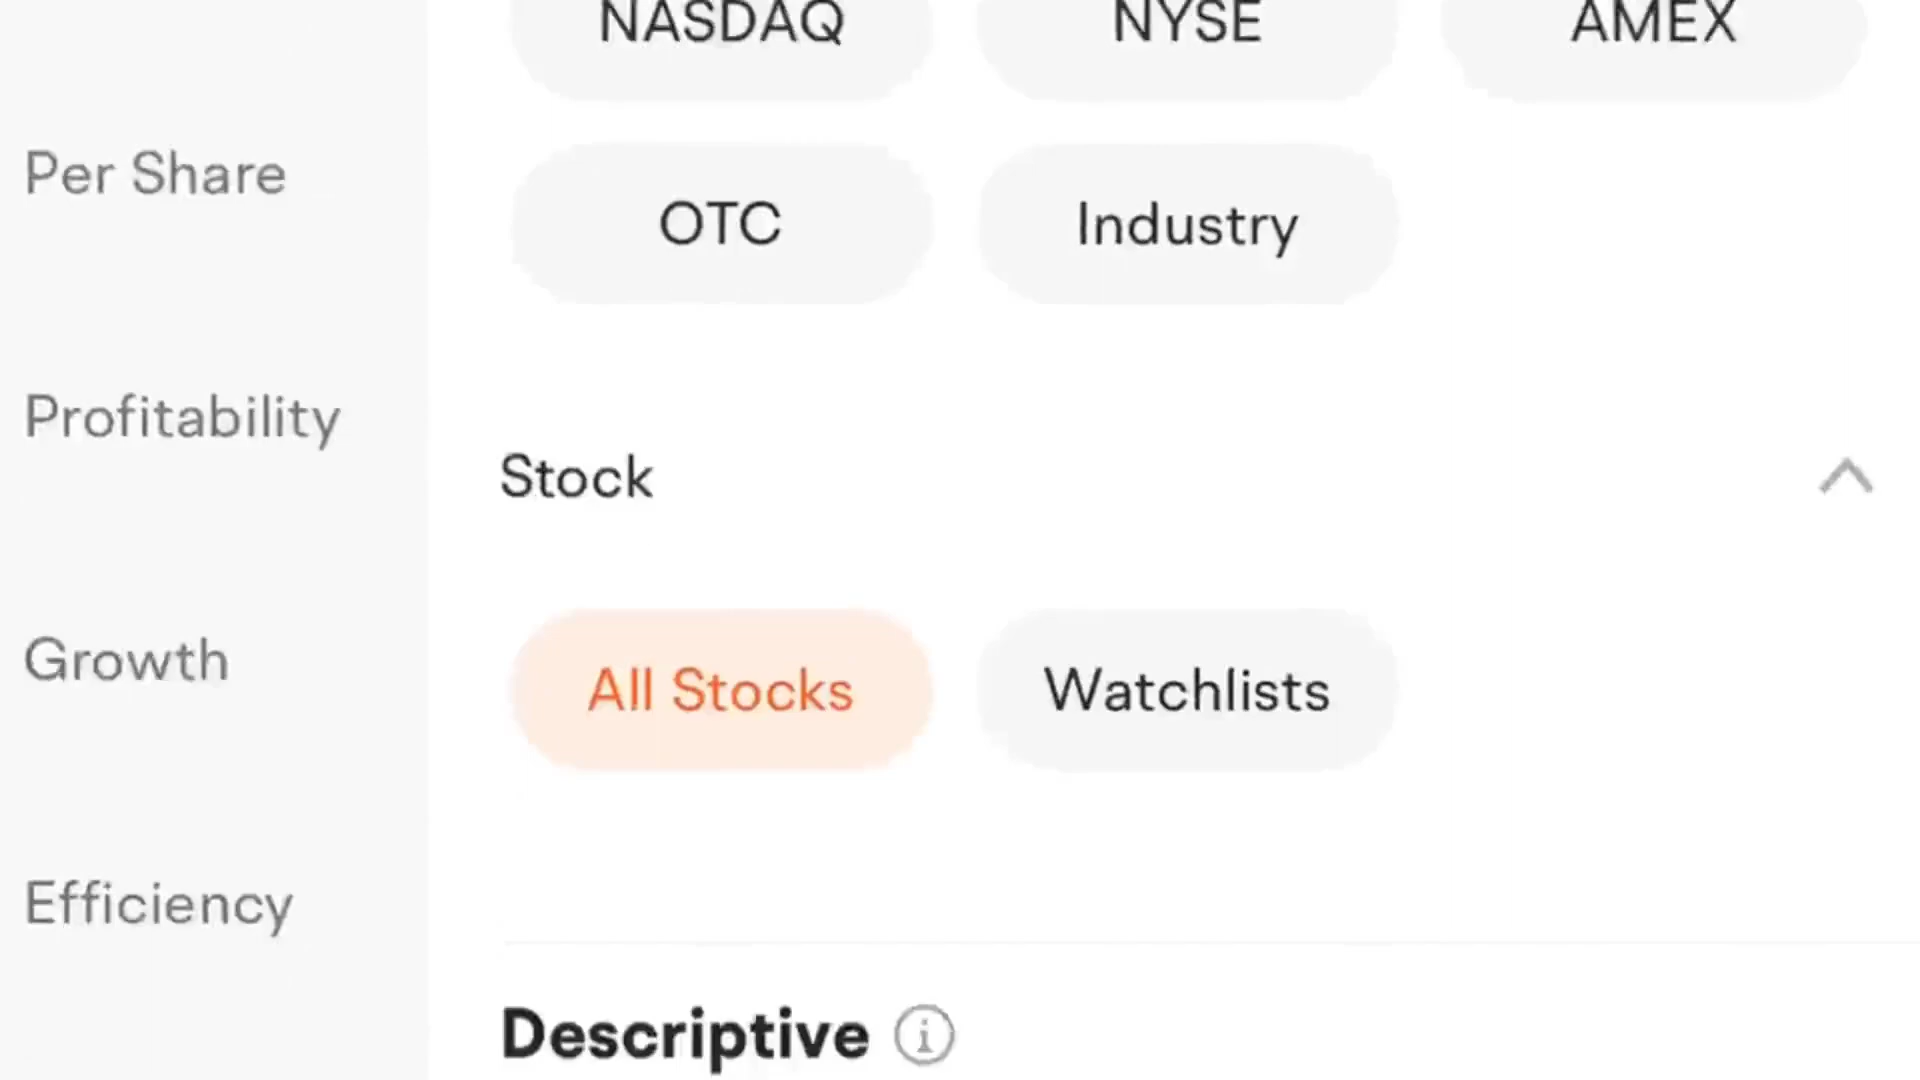 NASDAQ
NYSE
AMEX
Per Share
OTC
Industry
Profitability
Stock
Growth
All Stocks
Watchlists
Efficiency
Descriptive